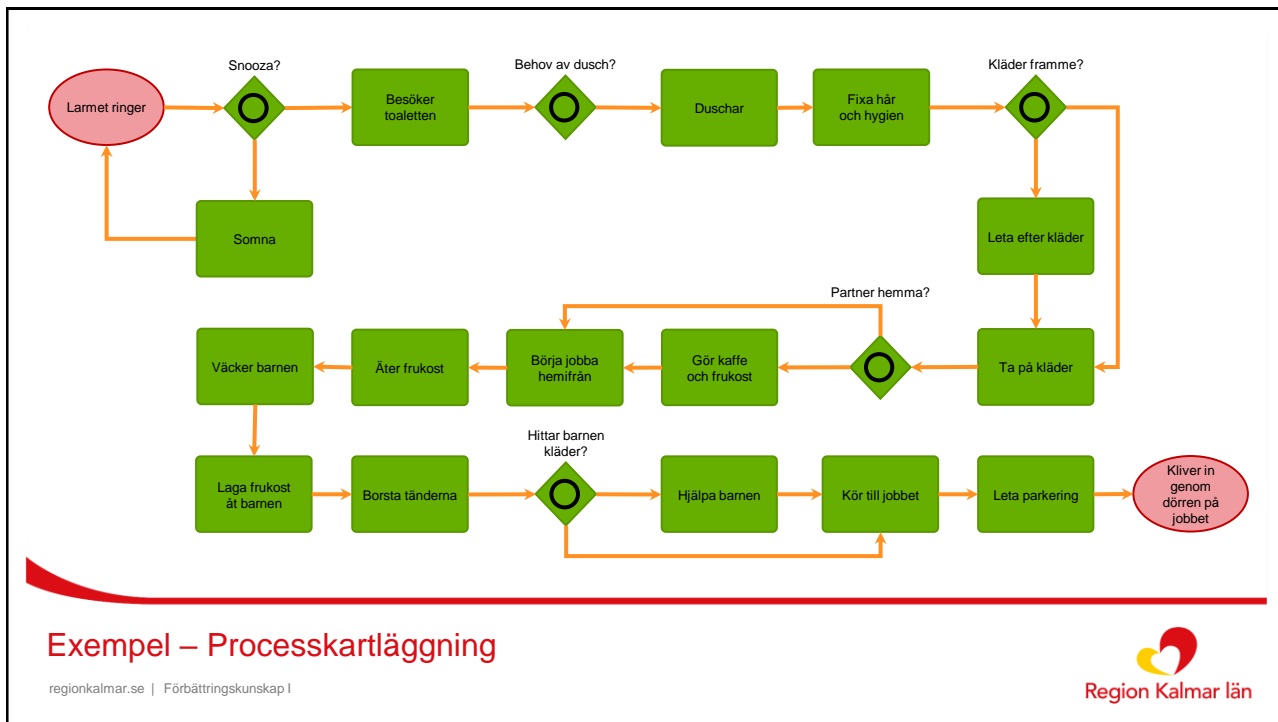 Snooza?
Behov av dusch?
Kläder framme?
Larmet ringer
Besöker
toaletten
Duschar
Fixa hår
och hygien
Somna
Leta efter kläder
Partner hemma?
Väcker barnen
Äter frukost
Börja jobba
hemifrån
Gör kaffe
och frukost
Ta på kläder
Hittar barnen
kläder?
Laga frukost
åt barnen
Borsta tänderna
Hjälpa barnen
Kör till jobbet
Leta parkering
Kliver in
genom
dörren på
jobbet
Exempel – Processkartläggning
regionkalmar.se | Förbättringskunskap I
Region Kalmar län